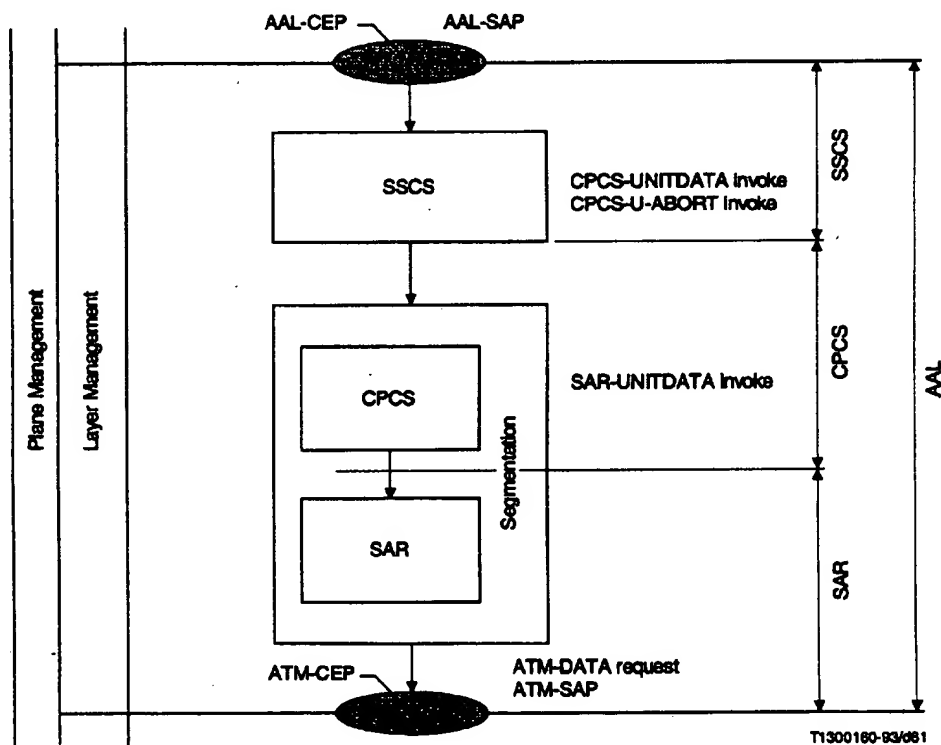 AAL-CEP
AAL-SAP
SSCS
CPCS-UNITDATA invoke
CPCS-U-ABORT invoke
SSCS
Plane Management
Layer Management
CPCS
SAR-UNITDATA invoke
Segmentation
CPCS
AAL
SAR
SAR
ATM-CEP
ATM-DATA request
ATM-SAP
T1300160-93/d61